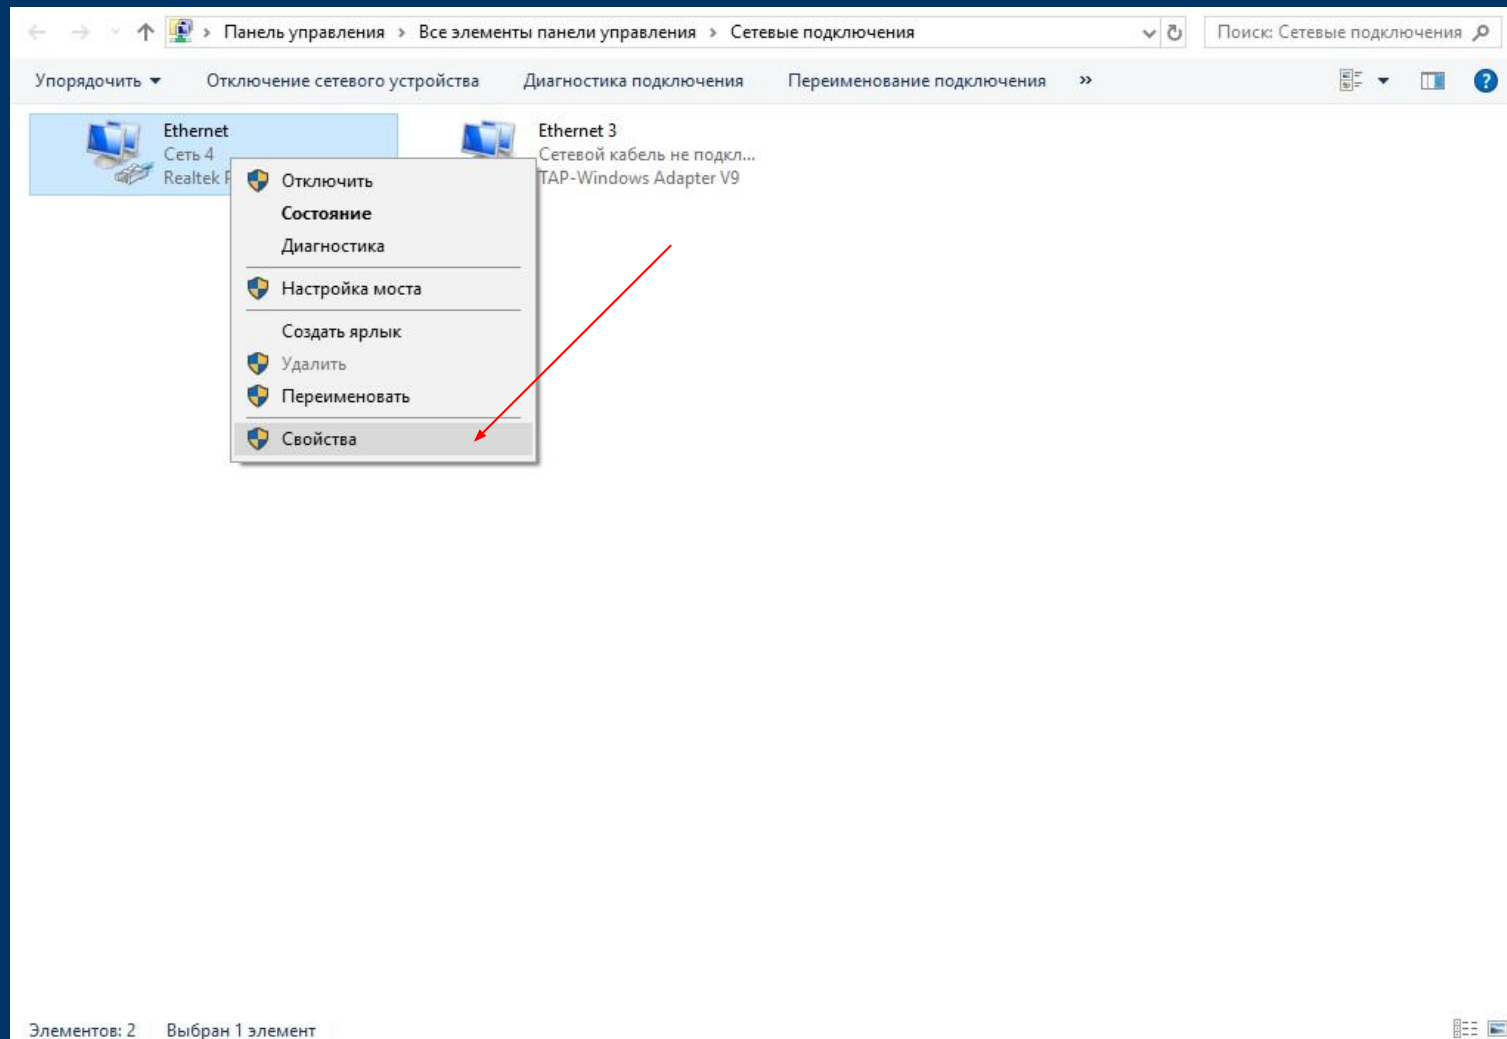 Панель управления › Все элементы панели управления › Сетевые подключения
Поиск: Сетевые подключения
Упорядочить Отключение сетевого устройства Диагностика подключения Переименование подключения »
Ethernet
Сеть 4
Realtek
Ethernet 3
Сетевой кабель не подкл...
TAP-Windows Adapter V9
Отключить
Состояние
Диагностика
Настройка моста
Создать ярлык
Удалить
Переименовать
Свойства
Элементов: 2 Выбран 1 элемент